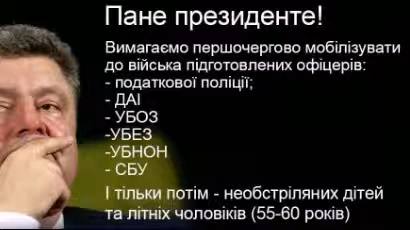 Пане президенте!
Вимагаємо першочергово мобілізувати
до війська підготовлених офіцерів:
- податкової поліції;
- ДАІ
- УБОЗ
-УБЕЗ
-УБНОН
- СБУ
І тільки потім - необстріляних дітей
та літніх чоловіків (55-60 років)